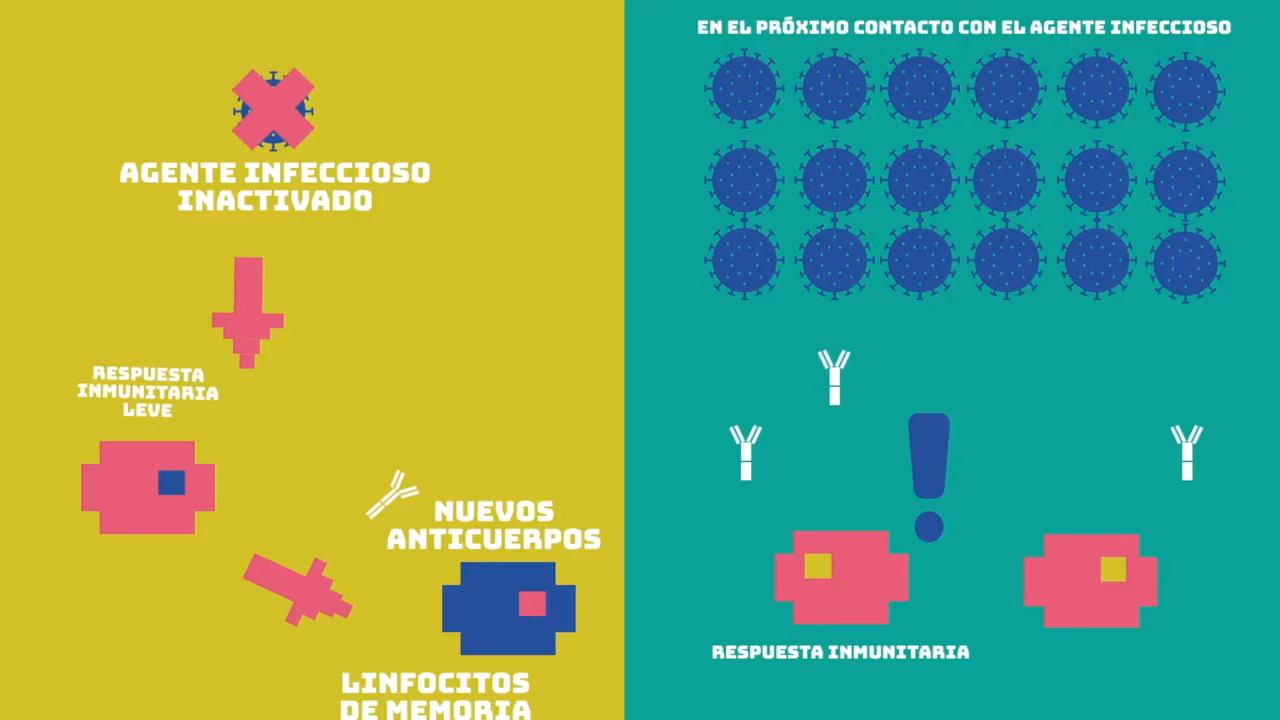 AGENTE INFECCIOSO
INACTIVADO
RESPUESTA
INMUNITARIA
LEVE
NUEVOS
ANTICUERPOS
LINFOCITOS
DE MEMORIA
EN EL PRÓXIMO CONTACTO CON EL AGENTE INFECCIOSO
RESPUESTA INMUNITARIA